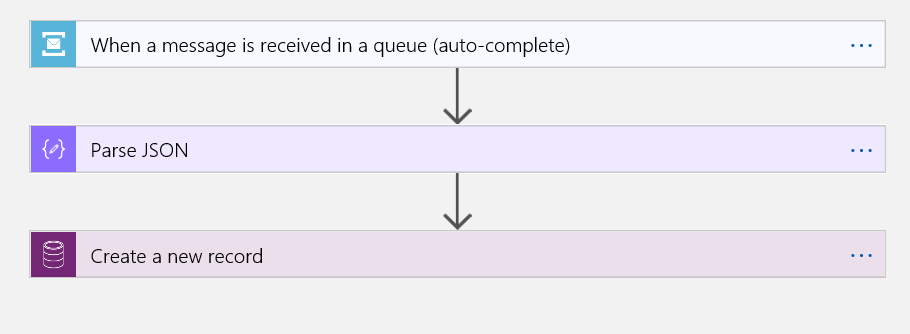 When a message is received in a queue (auto-complete)
Parse JSON
Create a new record